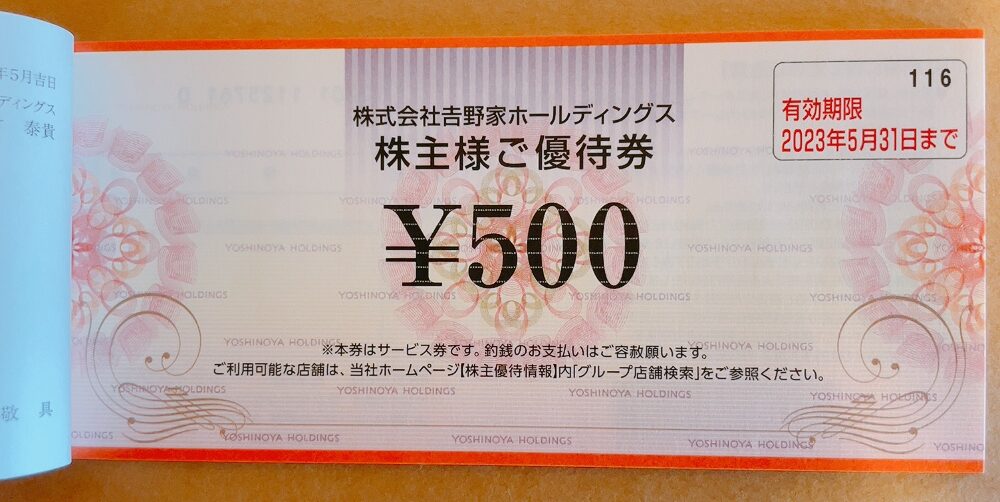 年5月吉日
ディングス
泰貴
敬具
116
有効期限
2023年5月31日まで
株式会社𠮷野家ホールディングス
株主様ご優待券
¥500
YOSHINOYA HOLDINGS
※本券はサービス券です。釣銭のお支払いはご容赦願います。
ご利用可能な店舗は、当社ホームページ【株主優待情報】内「グループ店舗検索」をご参照ください。